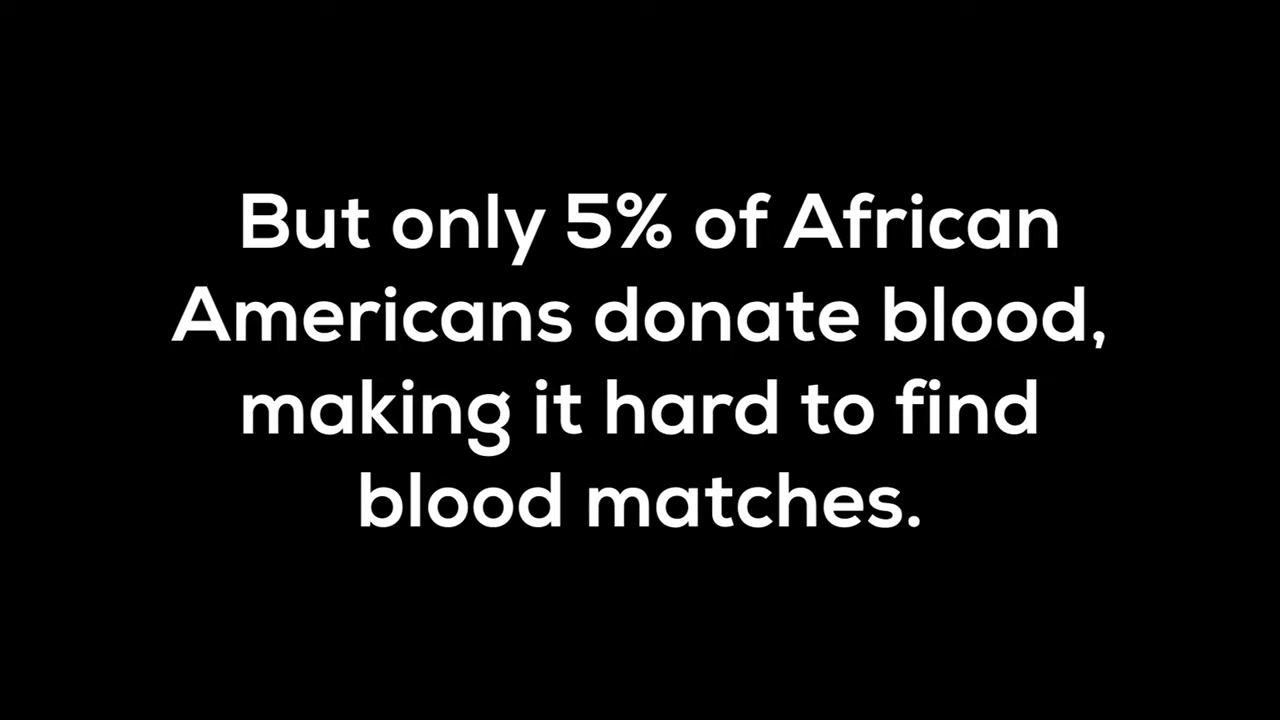 But only 5% of African
Americans donate blood,
making it hard to find
blood matches.